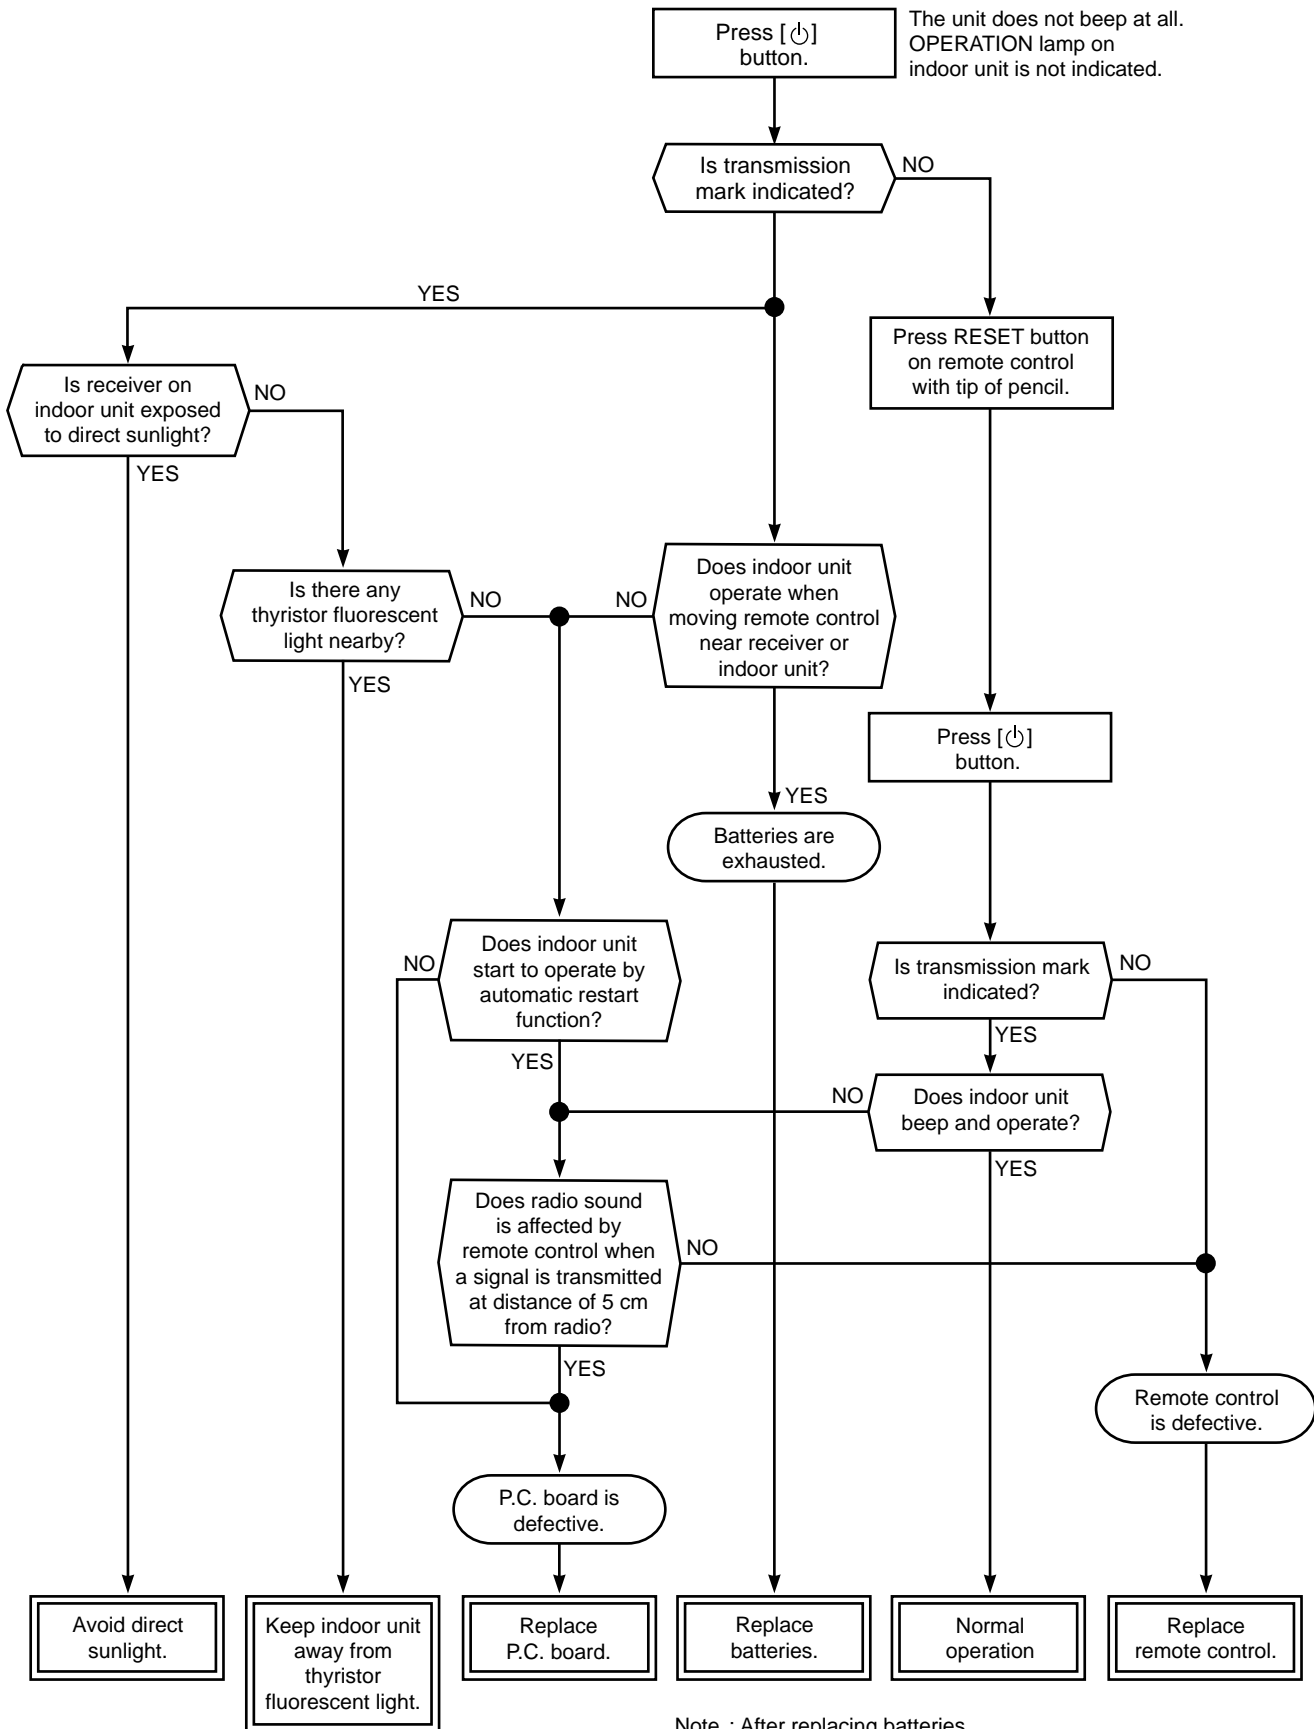 Press [⏻]
button.
The unit does not beep at all.
OPERATION lamp on
indoor unit is not indicated.
Is transmission
mark indicated?
NO
YES
Press RESET button
on remote control
with tip of pencil.
Is receiver on
indoor unit exposed
to direct sunlight?
NO
YES
Is there any
thyristor fluorescent
light nearby?
NO
YES
Does indoor unit
operate when
moving remote control
near receiver or
indoor unit?
NO
YES
Press [⏻]
button.
Batteries are
exhausted.
Does indoor unit
start to operate by
automatic restart
function?
NO
YES
Is transmission mark
indicated?
NO
YES
Does indoor unit
beep and operate?
NO
YES
Does radio sound
is affected by
remote control when
a signal is transmitted
at distance of 5 cm
from radio?
NO
YES
Remote control
is defective.
P.C. board is
defective.
Avoid direct
sunlight.
Keep indoor unit
away from
thyristor
fluorescent light.
Replace
P.C. board.
Replace
batteries.
Normal
operation
Replace
remote control.
Note : After replacing batteries